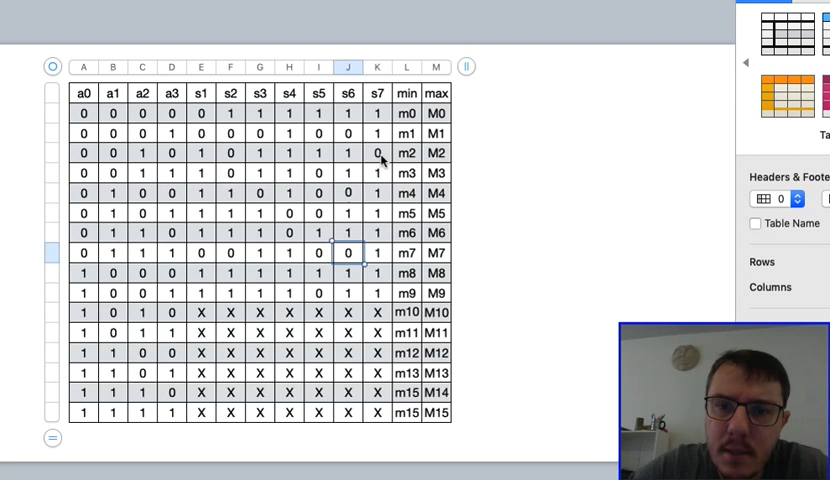 A B C D E F G H I J K L M
a0 a1 a2 a3 s1 s2 s3 s4 s5 s6 s7 min max
0 0 0 0 0 1 1 1 1 1 1 m0 M0
0 0 0 1 0 0 0 1 0 0 1 m1 M1
0 0 1 0 1 0 1 1 1 1 0 m2 M2
0 0 1 1 1 0 1 1 0 1 1 m3 M3
0 1 0 0 1 1 0 1 0 0 1 m4 M4
0 1 0 1 1 1 1 0 0 1 1 m5 M5
0 1 1 0 1 1 1 0 1 1 1 m6 M6
0 1 1 1 0 0 1 1 0 0 1 m7 M7
1 0 0 0 1 1 1 1 1 1 1 m8 M8
1 0 0 1 1 1 1 1 0 1 1 m9 M9
1 0 1 0 X X X X X X X m10 M10
1 0 1 1 X X X X X X X m11 M11
1 1 0 0 X X X X X X X m12 M12
1 1 0 1 X X X X X X X m13 M13
1 1 1 0 X X X X X X X m15 M14
1 1 1 1 X X X X X X X m15 M15
Ta
Headers & Foote
0
Table Name
Rows
Columns